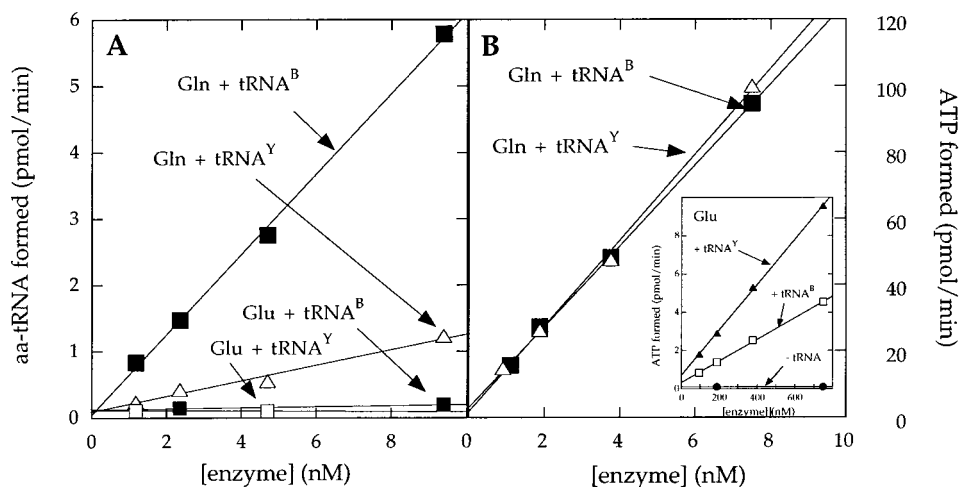 A
aa-tRNA formed (pmol/min)
6
5
4
3
2
1
0
Gln + tRNA^B
Gln + tRNA^Y
Glu + tRNA^B
Glu + tRNA^Y
0 2 4 6 8 0
[enzyme] (nM)
B
Gln + tRNA^B
Gln + tRNA^Y
120
100
80
60
40
20
0
ATP formed (pmol/min)
2 4 6 8 10
[enzyme] (nM)
Glu
+ tRNA^Y
+ tRNA^B
- tRNA
ATP formed (pmol/min)
8
6
4
2
0
0 200 400 600
[enzyme] (nM)